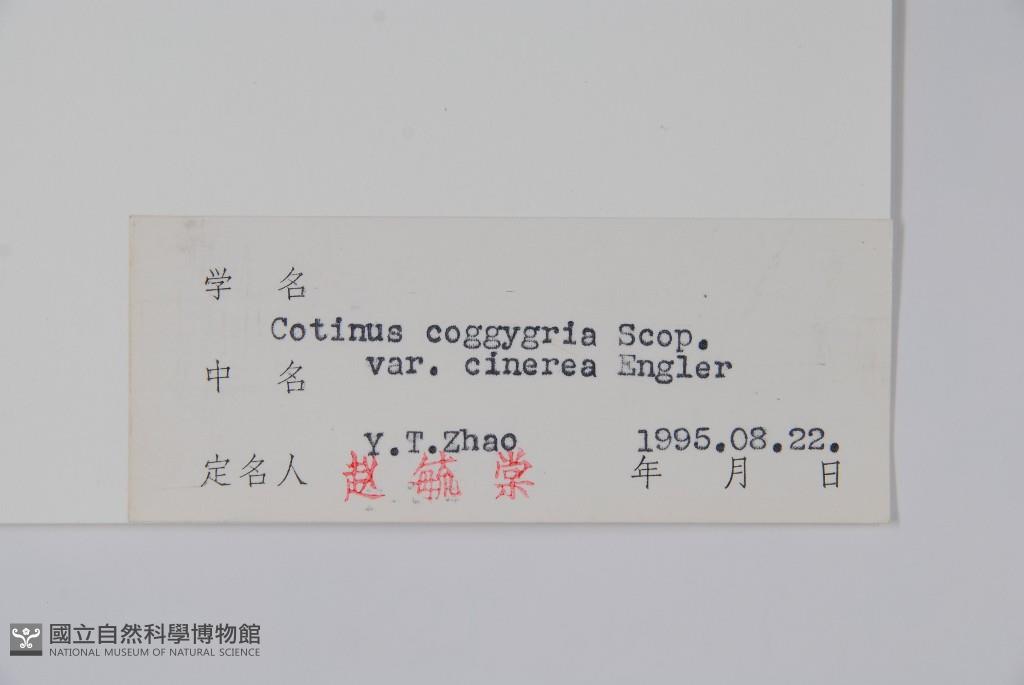 学 名
Cotinus coggygria Scop.
var. cinerea Engler
中 名
Y.T.Zhao 1995.08.22.
定名人 赵毓棠 年 月 日
國立自然科學博物館
NATIONAL MUSEUM OF NATURAL SCIENCE